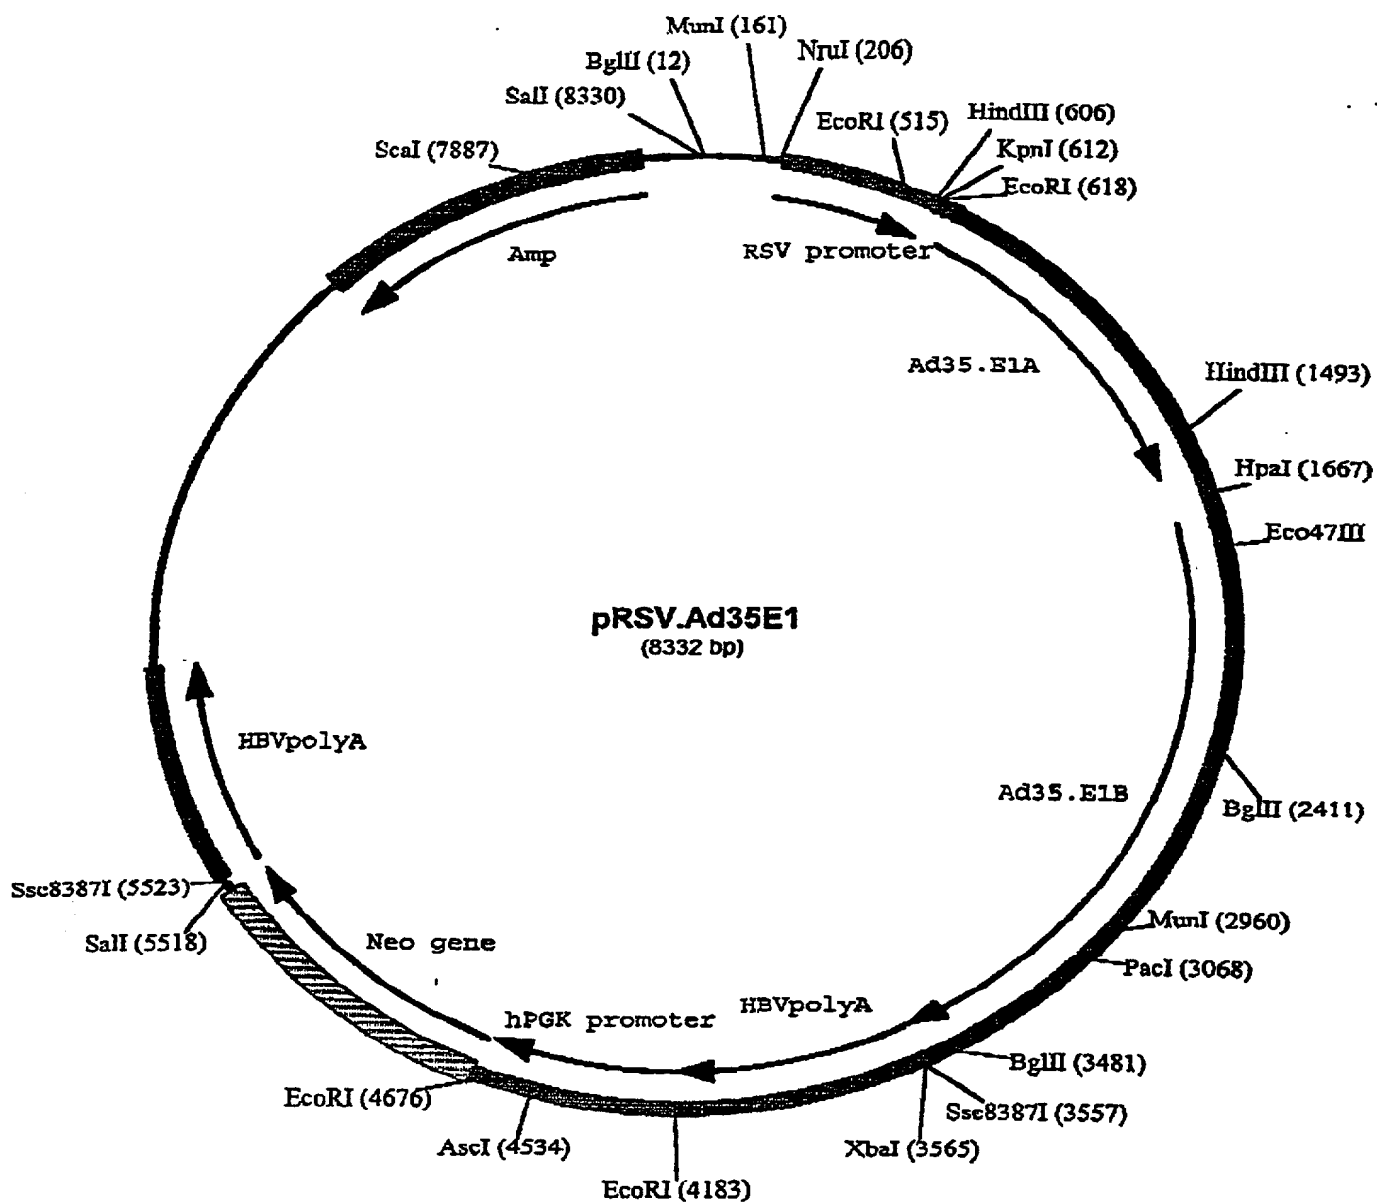 MunI (161)
NruI (206)
BglII (12)
SalI (8330)
EcoRI (515)
HindIII (606)
KpnI (612)
EcoRI (618)
ScaI (7887)
Amp
RSV promoter
Ad35.E1A
HindIII (1493)
HpaI (1667)
Eco47III
pRSV.Ad35E1
(8332 bp)
HBVpolyA
Ad35.E1B
BglII (2411)
Sse8387I (5523)
SalI (5518)
Neo gene
MunI (2960)
PacI (3068)
HBVpolyA
hPGK promoter
BglII (3481)
EcoRI (4676)
Sse8387I (3557)
AscI (4534)
XbaI (3565)
EcoRI (4183)